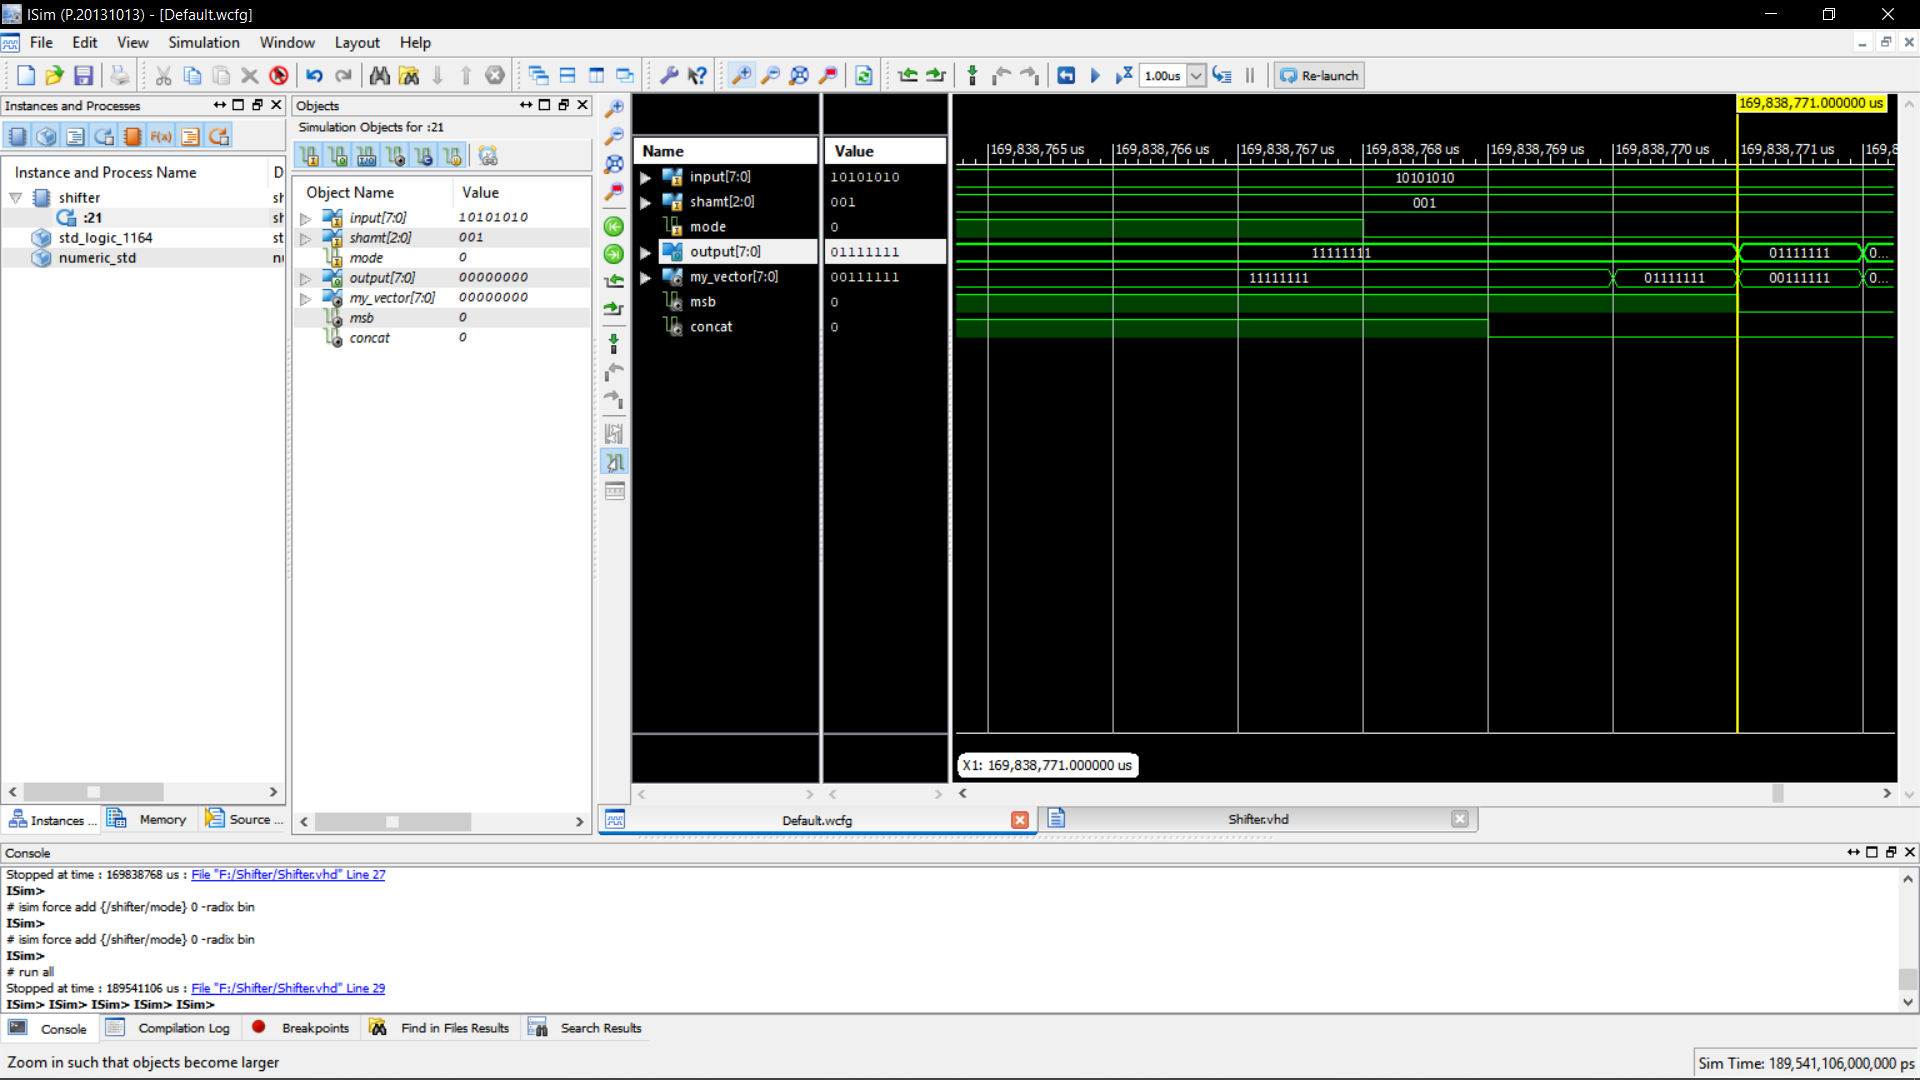 ISim (P.20131013) - [Default.wcfg]
File Edit View Simulation Window Layout Help
1.00us Re-launch
Instances and Processes
Instance and Process Name D
shifter sh
:21 sh
std_logic_1164 st
numeric_std nu
Instances ... Memory Source ...
Objects
Simulation Objects for :21
Object Name Value
input[7:0] 10101010
shamt[2:0] 001
mode 0
output[7:0] 00000000
my_vector[7:0] 00000000
msb 0
concat 0
Name Value
input[7:0] 10101010
shamt[2:0] 001
mode 0
output[7:0] 01111111
my_vector[7:0] 00111111
msb 0
concat 0
169,838,771.000000 us
169,838,765 us 169,838,766 us 169,838,767 us 169,838,768 us 169,838,769 us 169,838,770 us 169,838,771 us 169,8
10101010
001
11111111 01111111 0...
11111111 01111111 00111111 0...
X1: 169,838,771.000000 us
Default.wcfg Shifter.vhd
Console
Stopped at time : 169838768 us : File "F:/Shifter/Shifter.vhd" Line 27
ISim>
# isim force add {/shifter/mode} 0 -radix bin
ISim>
# isim force add {/shifter/mode} 0 -radix bin
ISim>
# run all
Stopped at time : 189541106 us : File "F:/Shifter/Shifter.vhd" Line 29
ISim> ISim> ISim> ISim> ISim>
Console Compilation Log Breakpoints Find in Files Results Search Results
Zoom in such that objects become larger
Sim Time: 189,541,106,000,000 ps